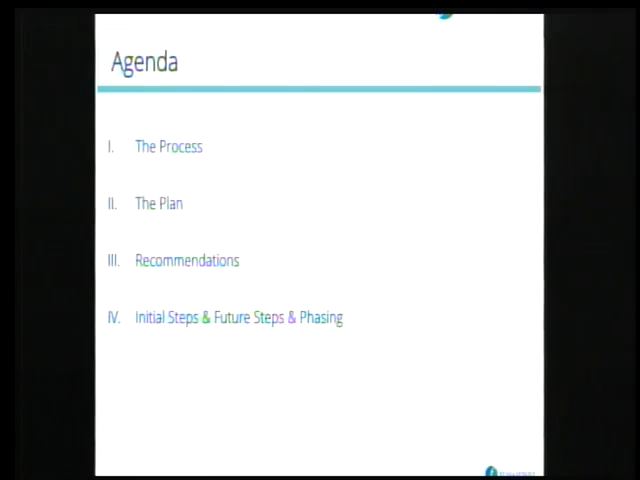 Agenda
I. The Process
II. The Plan
III. Recommendations
IV. Initial Steps & Future Steps & Phasing